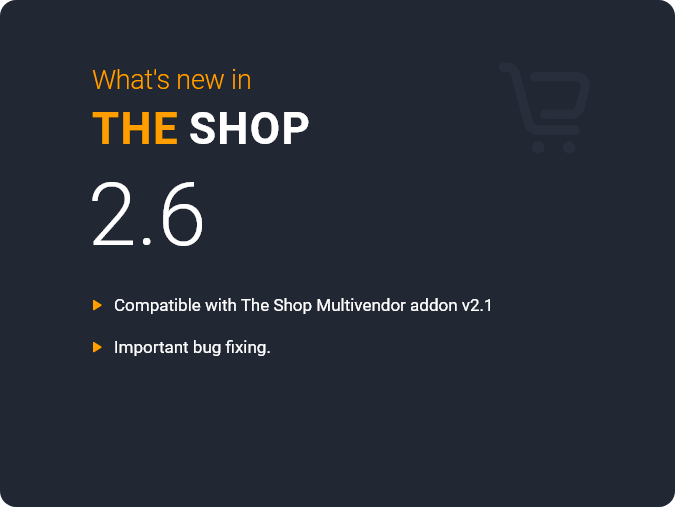 What's new in
THE SHOP
2.6
Compatible with The Shop Multivendor addon v2.1
Important bug fixing.